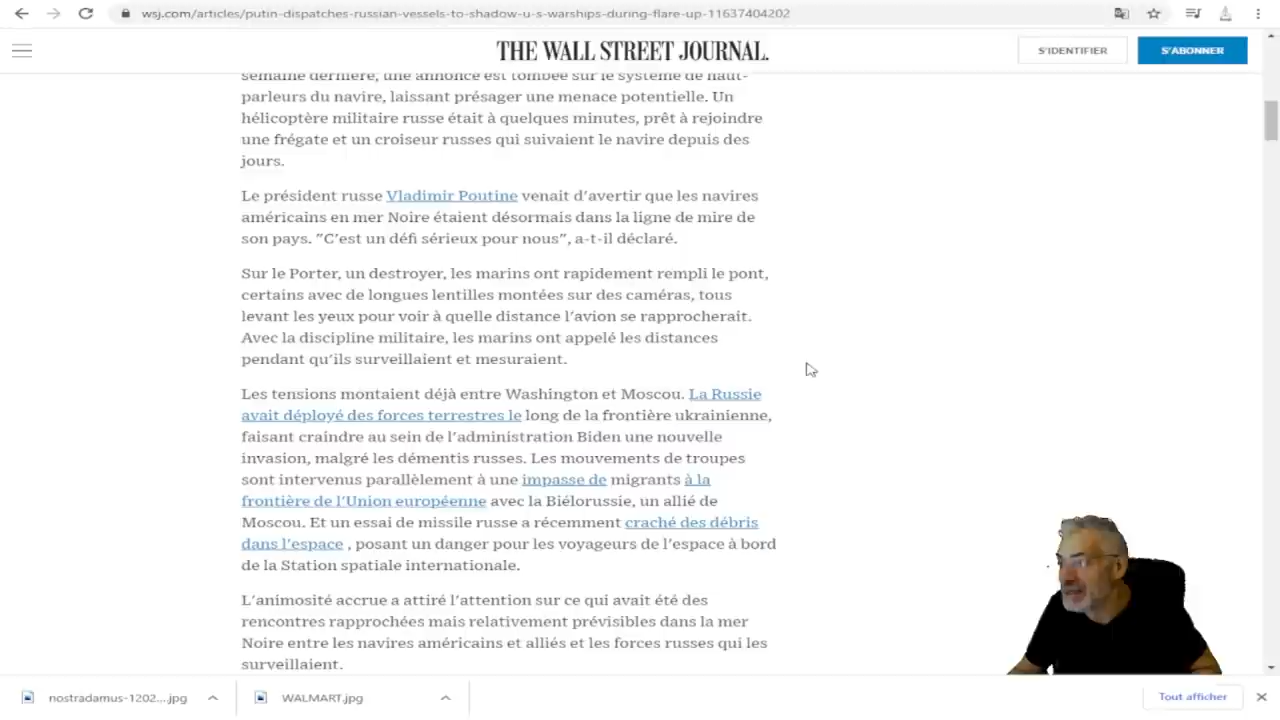 wsj.com/articles/putin-dispatches-russian-vessels-to-shadow-u-s-warships-during-flare-up-11637404202
THE WALL STREET JOURNAL.
S'IDENTIFIER
S'ABONNER
semaine dernière, une annonce est tombée sur le système de haut-
parleurs du navire, laissant présager une menace potentielle. Un
hélicoptère militaire russe était à quelques minutes, prêt à rejoindre
une frégate et un croiseur russes qui suivaient le navire depuis des
jours.
Le président russe Vladimir Poutine venait d'avertir que les navires
américains en mer Noire étaient désormais dans la ligne de mire de
son pays. "C'est un défi sérieux pour nous", a-t-il déclaré.
Sur le Porter, un destroyer, les marins ont rapidement rempli le pont,
certains avec de longues lentilles montées sur des caméras, tous
levant les yeux pour voir à quelle distance l'avion se rapprocherait.
Avec la discipline militaire, les marins ont appelé les distances
pendant qu'ils surveillaient et mesuraient.
Les tensions montaient déjà entre Washington et Moscou. La Russie
avait déployé des forces terrestres le long de la frontière ukrainienne,
faisant craindre au sein de l'administration Biden une nouvelle
invasion, malgré les démentis russes. Les mouvements de troupes
sont intervenus parallèlement à une impasse de migrants à la
frontière de l'Union européenne avec la Biélorussie, un allié de
Moscou. Et un essai de missile russe a récemment craché des débris
dans l'espace , posant un danger pour les voyageurs de l'espace à bord
de la Station spatiale internationale.
L'animosité accrue a attiré l'attention sur ce qui avait été des
rencontres rapprochées mais relativement prévisibles dans la mer
Noire entre les navires américains et alliés et les forces russes qui les
surveillaient.
nostradamus-1202....jpg
WALMART.jpg
Tout afficher